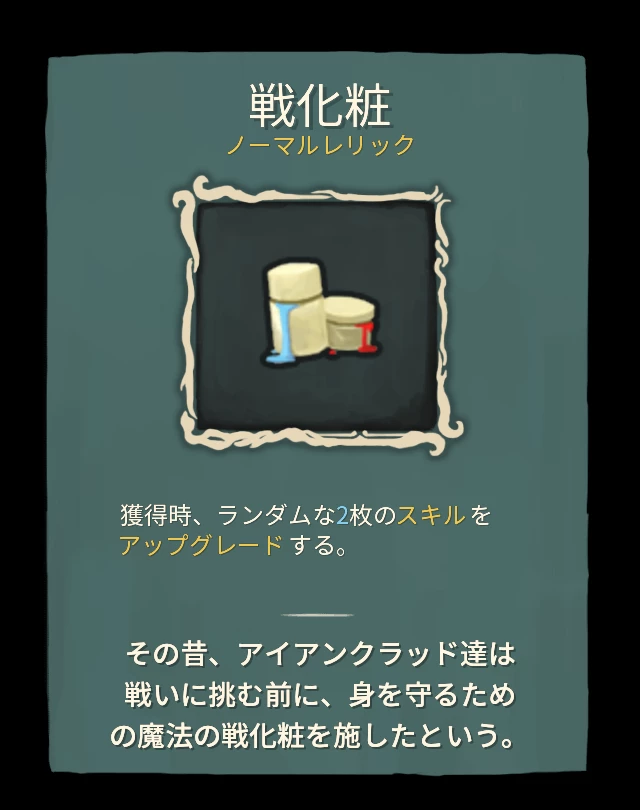 戦化粧
ノーマルレリック
獲得時、ランダムな2枚のスキルを
アップグレードする。
その昔、アイアンクラッド達は
戦いに挑む前に、身を守るため
の魔法の戦化粧を施したという。